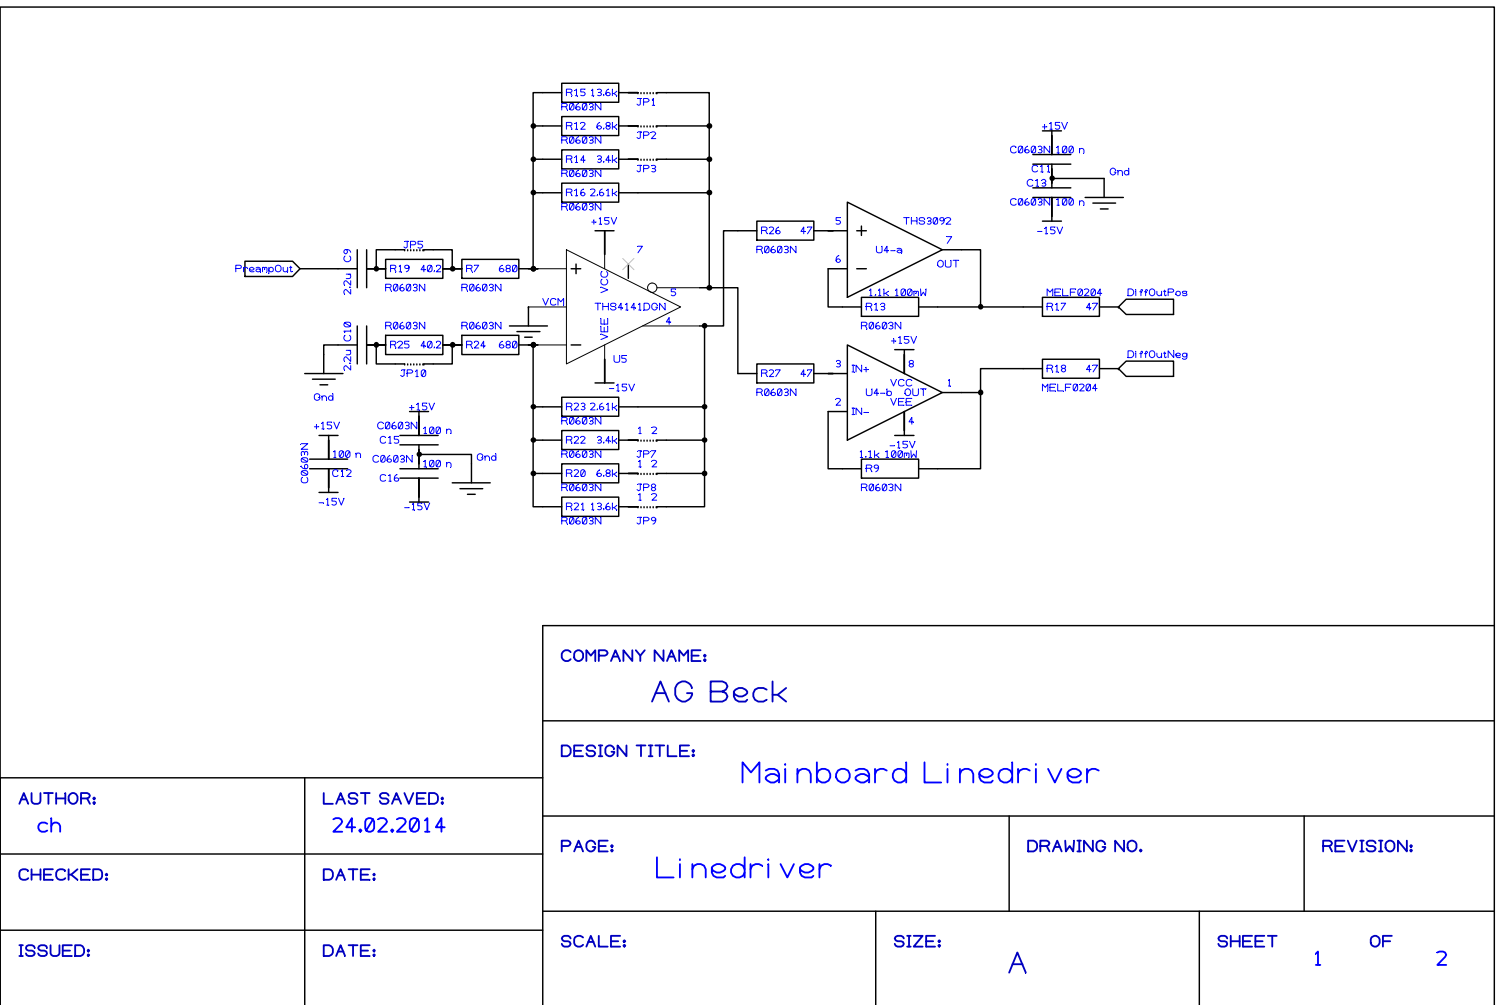 R15 13.6k
R0603N
JP1
R12 6.8k
R0603N
JP2
R14 3.4k
R0603N
JP3
R16 2.61k
R0603N
+15V
C0603N 100 n
C11
Gnd
C13
C0603N 100 n
-15V
+15V
7
VCC
THS4141DGN
VCM
VEE
5
4
U5
-15V
PreampOut
C9
2.2u
JP5
R19 40.2
R0603N
R7 680
R0603N
C10
2.2u
R0603N
R25 40.2
JP10
R0603N
R24 680
Gnd
R26 47
R0603N
5
6
THS3092
U4-a
7
OUT
1.1k 100mW
R13
R0603N
MELF0204
R17 47
DiffOutPos
R27 47
R0603N
+15V
3
IN+
8
VCC
U4-b OUT
VEE
1
2
IN-
4
-15V
1.1k 100mW
R9
R0603N
R18 47
MELF0204
DiffOutNeg
+15V
C0603N
100 n
C12
-15V
+15V
C0603N
100 n
C15
C0603N
100 n
Gnd
C16
-15V
R23 2.61k
R0603N
R22 3.4k
1 2
R0603N
JP7
R20 6.8k
1 2
R0603N
JP8
R21 13.6k
1 2
R0603N
JP9
COMPANY NAME:
AG Beck
DESIGN TITLE:
Mainboard Linedriver
AUTHOR:
ch
LAST SAVED:
24.02.2014
PAGE:
Linedriver
DRAWING NO.
REVISION:
CHECKED:
DATE:
ISSUED:
DATE:
SCALE:
SIZE:
A
SHEET 1 OF 2